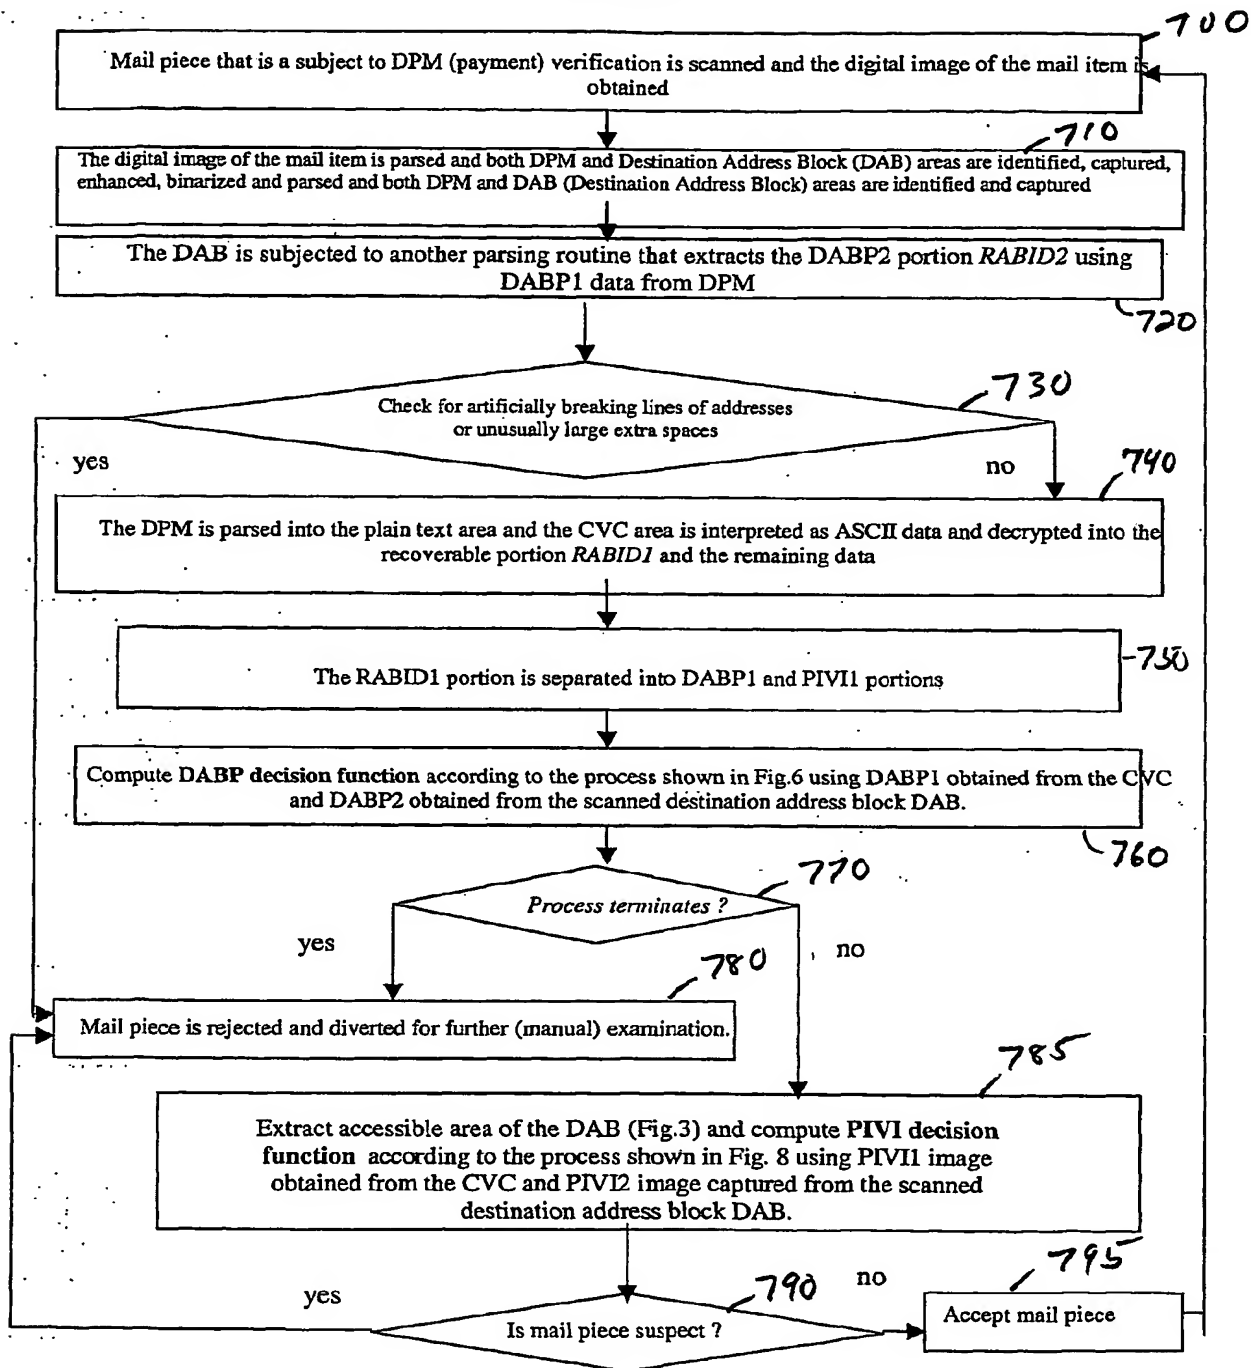 700
Mail piece that is a subject to DPM (payment) verification is scanned and the digital image of the mail item is
obtained
710
The digital image of the mail item is parsed and both DPM and Destination Address Block (DAB) areas are identified, captured,
enhanced, binarized and parsed and both DPM and DAB (Destination Address Block) areas are identified and captured
The DAB is subjected to another parsing routine that extracts the DABP2 portion RABID2 using
DABP1 data from DPM
720
730
Check for artificially breaking lines of addresses
or unusually large extra spaces
yes
no
740
The DPM is parsed into the plain text area and the CVC area is interpreted as ASCII data and decrypted into the
recoverable portion RABID1 and the remaining data
750
The RABID1 portion is separated into DABP1 and PIVI1 portions
Compute DABP decision function according to the process shown in Fig.6 using DABP1 obtained from the CVC
and DABP2 obtained from the scanned destination address block DAB.
760
770
Process terminates ?
yes
no
780
Mail piece is rejected and diverted for further (manual) examination.
785
Extract accessible area of the DAB (Fig.3) and compute PIVI decision
function according to the process shown in Fig. 8 using PIVI1 image
obtained from the CVC and PIVI2 image captured from the scanned
destination address block DAB.
795
790
no
yes
Accept mail piece
Is mail piece suspect ?